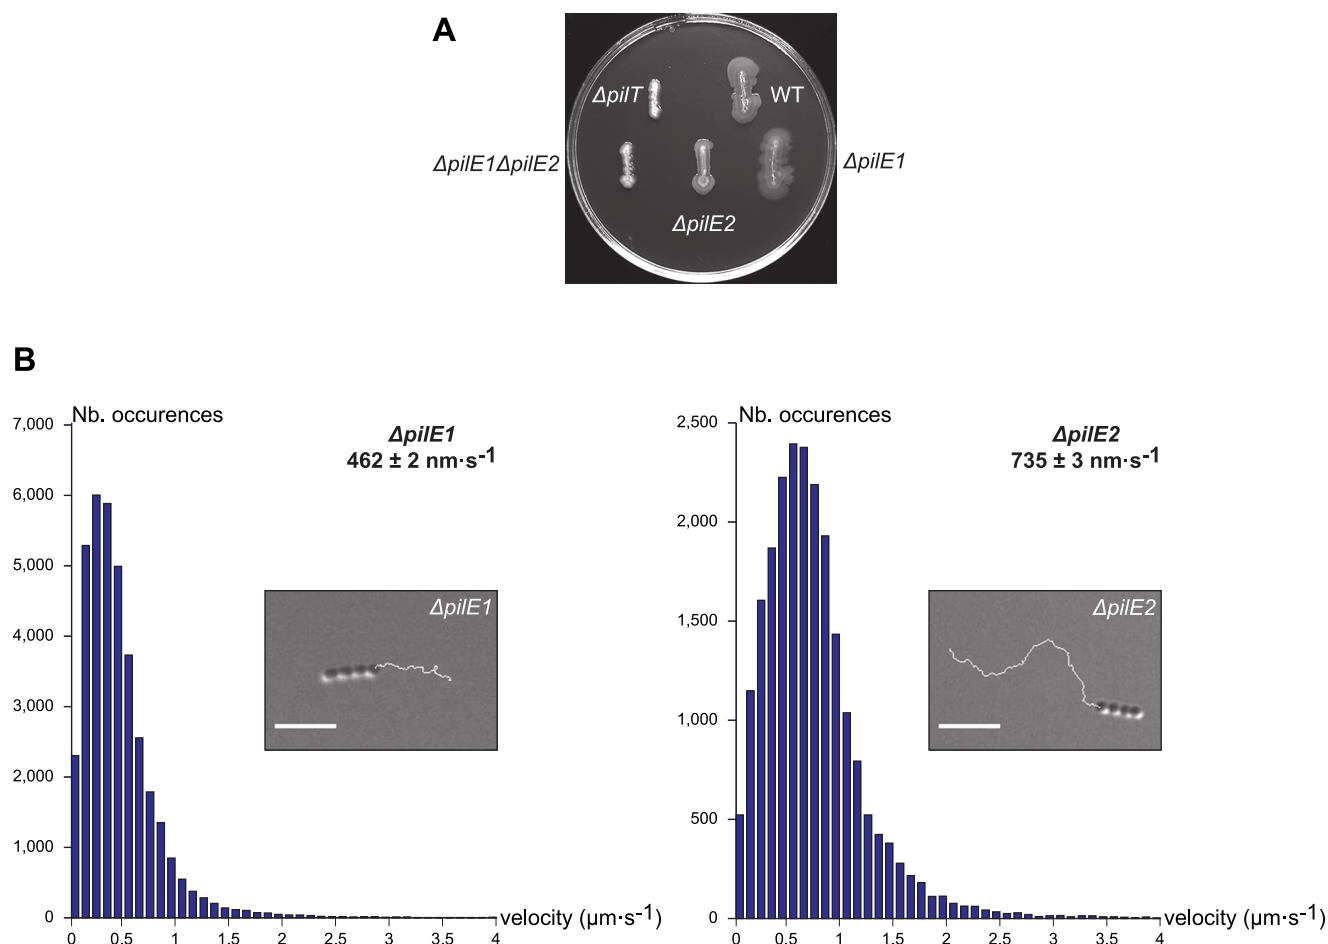 A
ΔpilT
WT
ΔpilE1ΔpilE2
ΔpilE1
ΔpilE2
B
Nb. occurences
ΔpilE1
462 ± 2 nm·s-1
7,000
6,000
5,000
4,000
3,000
2,000
1,000
0
ΔpilE1
0 0.5 1 1.5 2 2.5 3 3.5 4
velocity (µm·s-1)
Nb. occurences
ΔpilE2
735 ± 3 nm·s-1
2,500
2,000
1,500
1,000
500
0
ΔpilE2
0 0.5 1 1.5 2 2.5 3 3.5 4
velocity (µm·s-1)